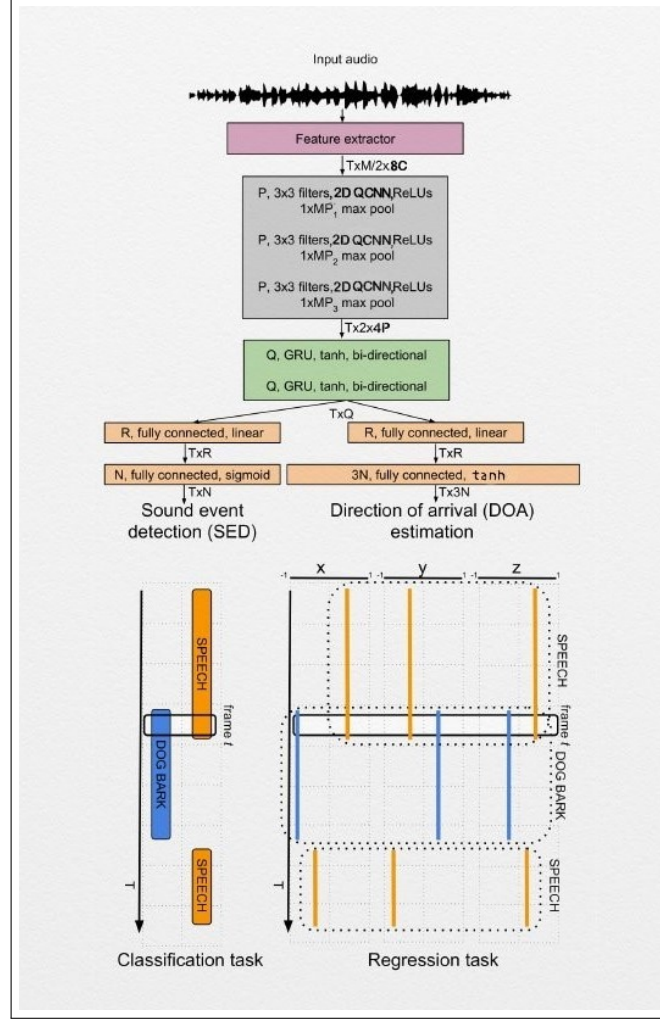 Input audio
Feature extractor
TxM/2x8C
P, 3x3 filters,2D QCNN,ReLUs
1xMP1 max pool
P, 3x3 filters,2D QCNN,ReLUs
1xMP2 max pool
P, 3x3 filters,2D QCNN,ReLUs
1xMP3 max pool
Tx2x4P
Q, GRU, tanh, bi-directional
Q, GRU, tanh, bi-directional
TxQ
R, fully connected, linear
R, fully connected, linear
TxR
TxR
N, fully connected, sigmoid
3N, fully connected, tanh
TxN
Tx3N
Sound event
detection (SED)
Direction of arrival (DOA)
estimation
-1 x 1
-1 y 1
-1 z 1
SPEECH
SPEECH
frame t
frame t
DOG BARK
DOG BARK
SPEECH
SPEECH
T
T
Classification task
Regression task